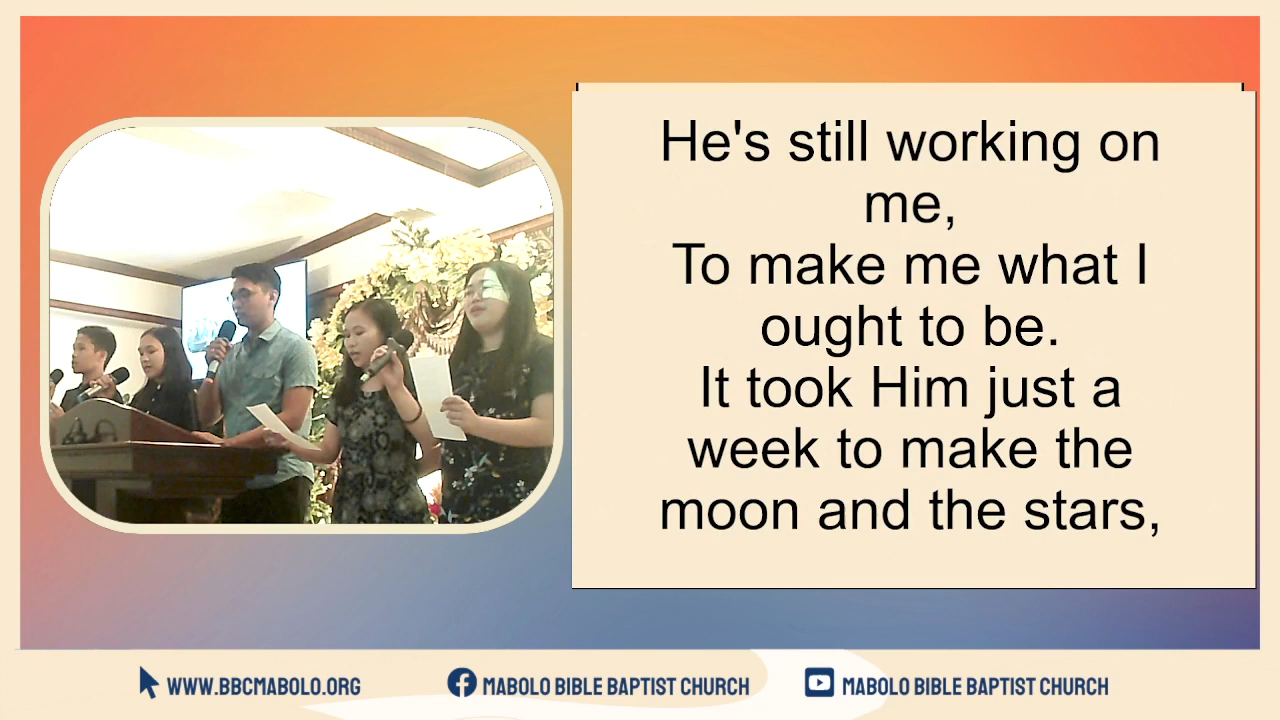 He's still working on
me,
To make me what I
ought to be.
It took Him just a
week to make the
moon and the stars,
WWW.BBCMABOLO.ORG
MABOLO BIBLE BAPTIST CHURCH
MABOLO BIBLE BAPTIST CHURCH